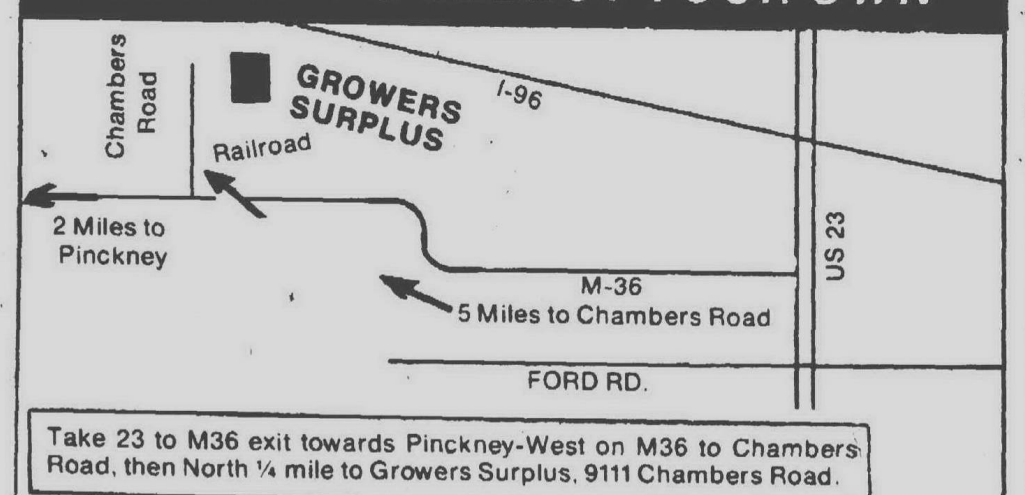 YOUR OWN
Chambers
Road
GROWERS
SURPLUS
I-96
Railroad
2 Miles to
Pinckney
US 23
M-36
5 Miles to Chambers Road
FORD RD.
Take 23 to M36 exit towards Pinckney-West on M36 to Chambers
Road, then North ¼ mile to Growers Surplus, 9111 Chambers Road.